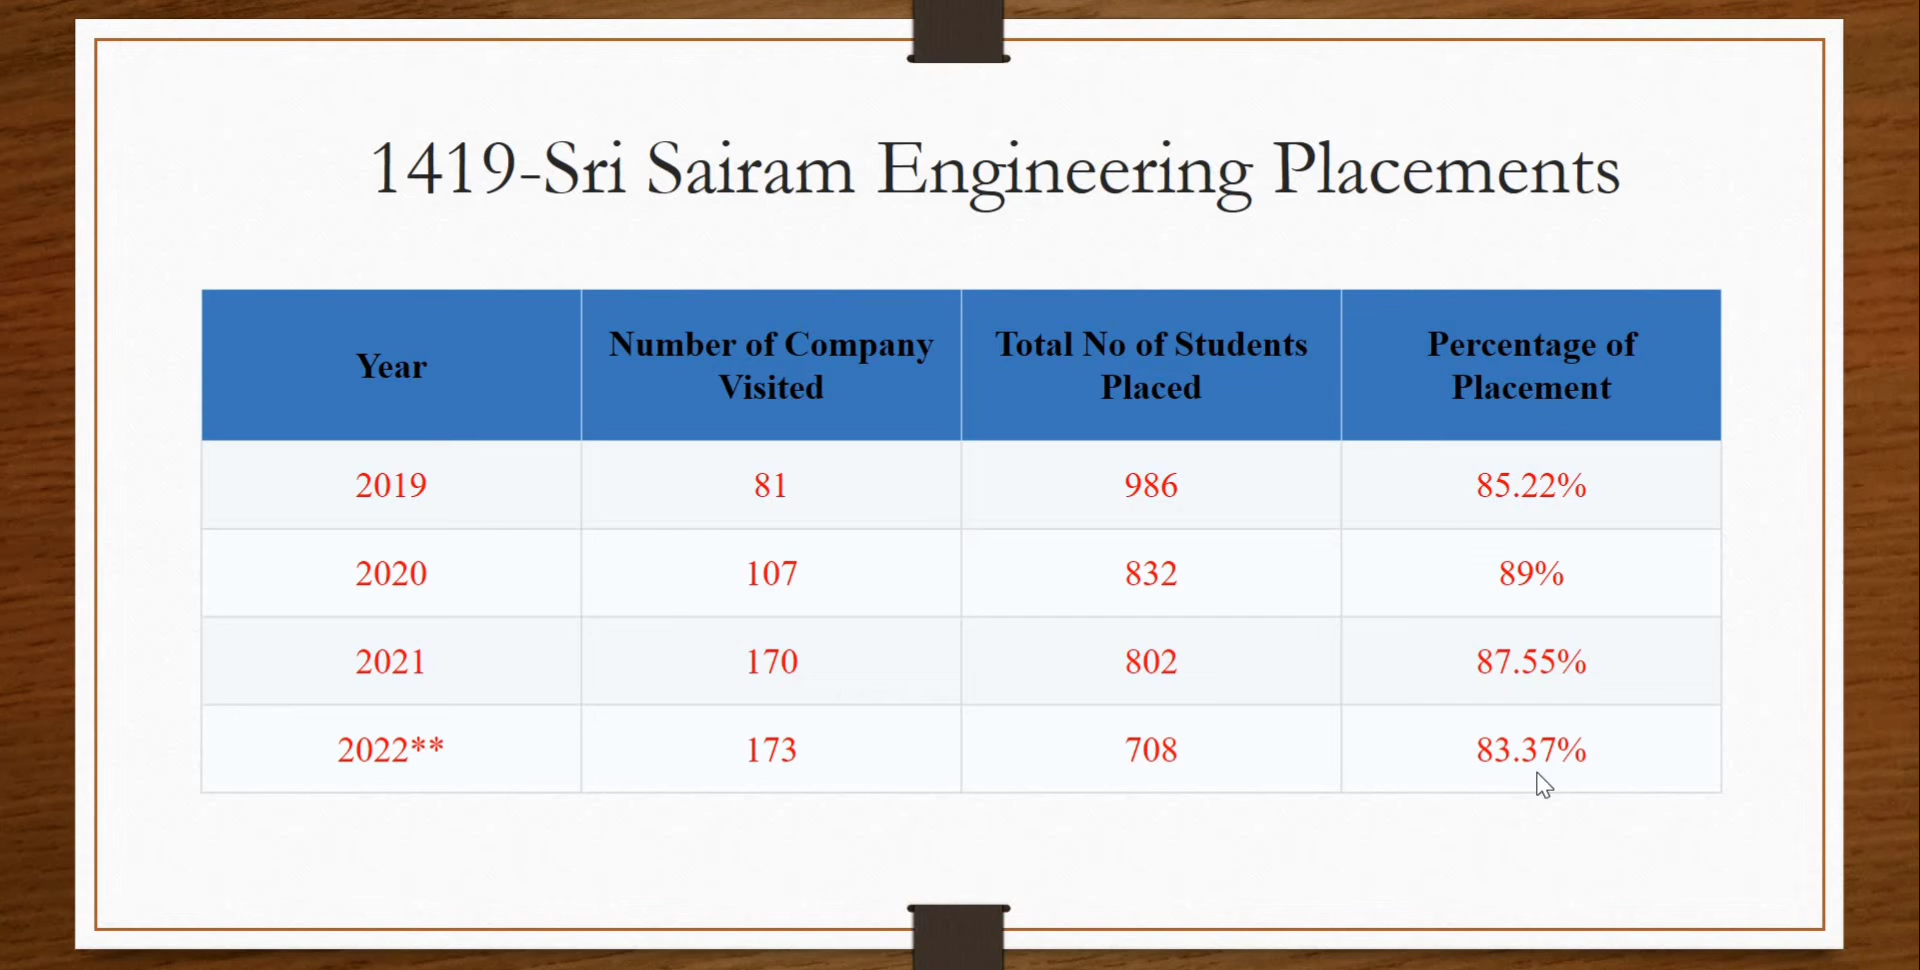 1419-Sri Sairam Engineering Placements
Year
Number of Company
Visited
Total No of Students
Placed
Percentage of
Placement
2019 81 986 85.22%
2020 107 832 89%
2021 170 802 87.55%
2022** 173 708 83.37%